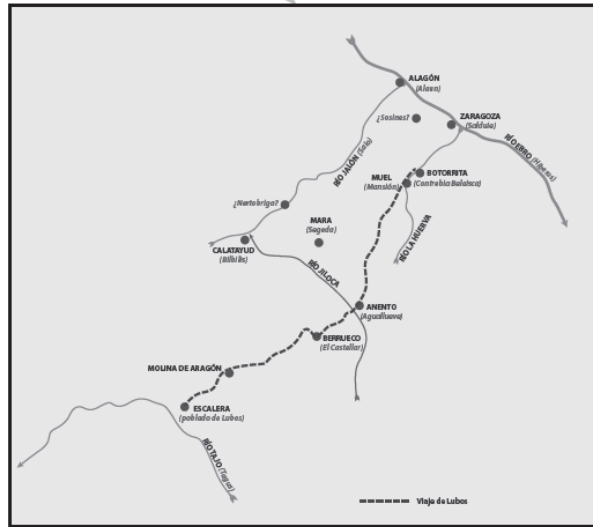 ALAGÓN
(Alaun)
¿Sosines?
ZARAGOZA
(Salduie)
RÍO EBRO (Hiberus)
RÍO JALÓN (Salo)
BOTORRITA
(Contrebia Belaisca)
MUEL
(Mansión)
¿Nertobriga?
MARA
(Segeda)
RÍO LA HUERVA
CALATAYUD
(Bilbilis)
RÍO JILOCA
ANENTO
(Aguallueve)
BERRUECO
(El Castellar)
MOLINA DE ARAGÓN
ESCALERA
(poblado de Lubos)
RÍO TAJO (Tagus)
Viaje de Lubos